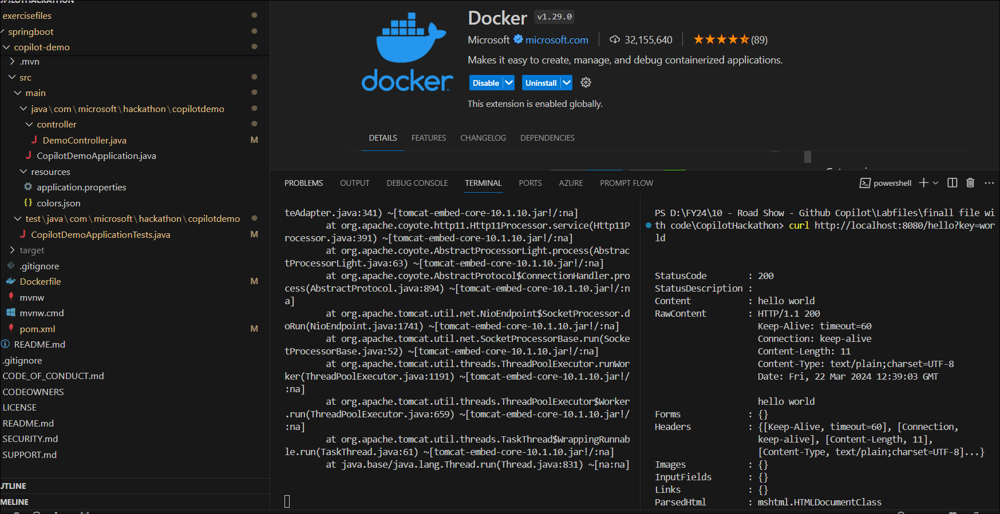 exercisefiles
springboot
copilot-demo
.mvn
src
main
java\com\microsoft\hackathon\copilotdemo
controller
J DemoController.java M
J CopilotDemoApplication.java
resources
application.properties
{} colors.json
test\java\com\microsoft\hackathon\copilotdemo
J CopilotDemoApplicationTests.java M
target
.gitignore
Dockerfile M
mvnw
mvnw.cmd
pom.xml M
README.md
.gitignore
CODE_OF_CONDUCT.md
CODEOWNERS
LICENSE
README.md
SECURITY.md
SUPPORT.md
UTLINE
MELINE
docker
Docker v1.29.0
Microsoft microsoft.com 32,155,640 (89)
Makes it easy to create, manage, and debug containerized applications.
Disable Uninstall
This extension is enabled globally.
DETAILS FEATURES CHANGELOG DEPENDENCIES
PROBLEMS OUTPUT DEBUG CONSOLE TERMINAL PORTS AZURE PROMPT FLOW
powershell
teAdapter.java:341) ~[tomcat-embed-core-10.1.10.jar!/:na]
at org.apache.coyote.http11.Http11Processor.service(Http11P
rocessor.java:391) ~[tomcat-embed-core-10.1.10.jar!/:na]
at org.apache.coyote.AbstractProcessorLight.process(Abstrac
tProcessorLight.java:63) ~[tomcat-embed-core-10.1.10.jar!/:na]
at org.apache.coyote.AbstractProtocol$ConnectionHandler.pro
cess(AbstractProtocol.java:894) ~[tomcat-embed-core-10.1.10.jar!/:n
a]
at org.apache.tomcat.util.net.NioEndpoint$SocketProcessor.d
oRun(NioEndpoint.java:1741) ~[tomcat-embed-core-10.1.10.jar!/:na]
at org.apache.tomcat.util.net.SocketProcessorBase.run(Socke
tProcessorBase.java:52) ~[tomcat-embed-core-10.1.10.jar!/:na]
at org.apache.tomcat.util.threads.ThreadPoolExecutor.runWor
ker(ThreadPoolExecutor.java:1191) ~[tomcat-embed-core-10.1.10.jar!/
:na]
at org.apache.tomcat.util.threads.ThreadPoolExecutor$Worker
.run(ThreadPoolExecutor.java:659) ~[tomcat-embed-core-10.1.10.jar!/
:na]
at org.apache.tomcat.util.threads.TaskThread$WrappingRunnab
le.run(TaskThread.java:61) ~[tomcat-embed-core-10.1.10.jar!/:na]
at java.base/java.lang.Thread.run(Thread.java:831) ~[na:na]
PS D:\FY24\10 - Road Show - Github Copilot\Labfiles\finall file wi
th code\CopilotHackathon> curl http://localhost:8080/hello?key=wor
ld
StatusCode : 200
StatusDescription :
Content : hello world
RawContent : HTTP/1.1 200
Keep-Alive: timeout=60
Connection: keep-alive
Content-Length: 11
Content-Type: text/plain;charset=UTF-8
Date: Fri, 22 Mar 2024 12:39:03 GMT
hello world
Forms : {}
Headers : {[Keep-Alive, timeout=60], [Connection,
keep-alive], [Content-Length, 11],
[Content-Type, text/plain;charset=UTF-8]...}
Images : {}
InputFields : {}
Links : {}
ParsedHtml : mshtml.HTMLDocumentClass